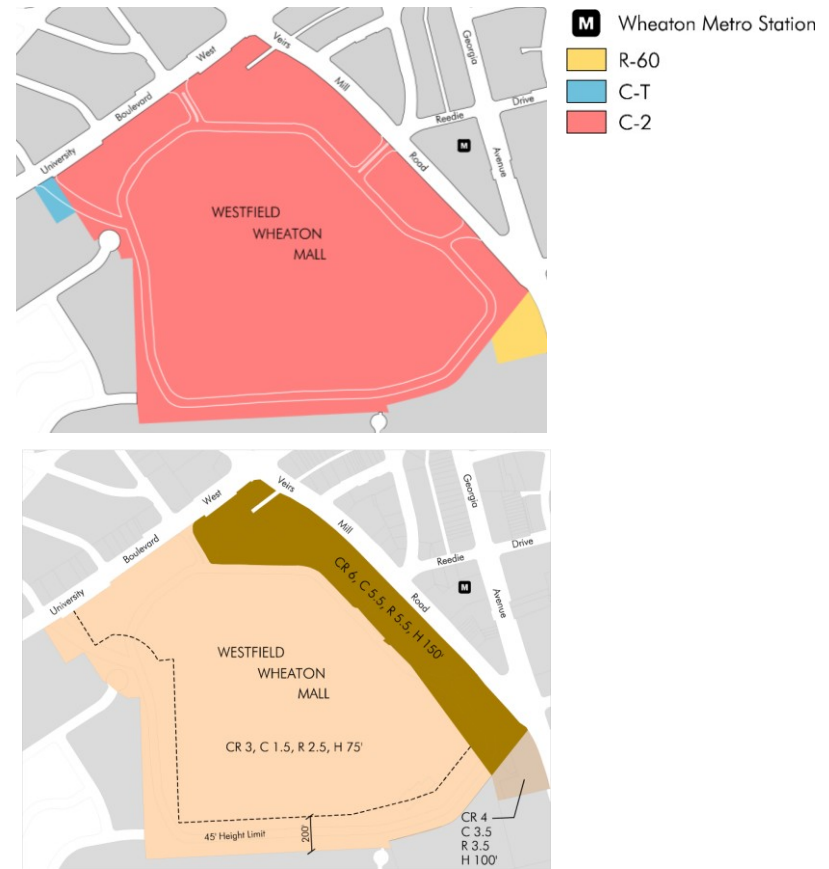 M Wheaton Metro Station
R-60
C-T
C-2
University
Boulevard
West
Veirs
Mill
Road
Georgia
Avenue
Reedie
Drive
M
WESTFIELD
WHEATON
MALL
University
Boulevard
West
Veirs
Mill
Road
Georgia
Avenue
Reedie
Drive
M
CR 6, C 5.5, R 5.5, H 150'
WESTFIELD
WHEATON
MALL
CR 3, C 1.5, R 2.5, H 75'
45' Height Limit
200'
CR 4
C 3.5
R 3.5
H 100'